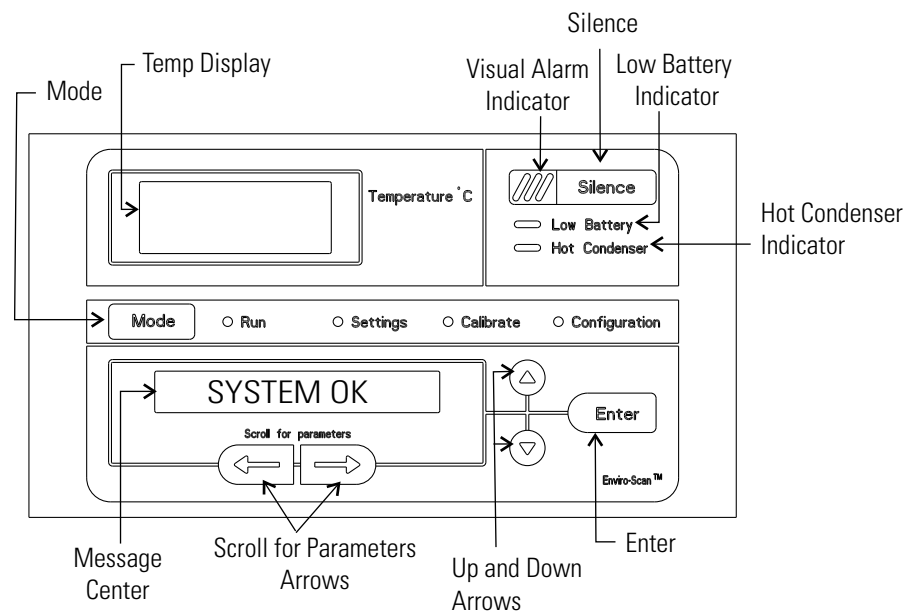 Silence
Temp Display
Visual Alarm
Indicator
Low Battery
Indicator
Mode
Temperature °C
Silence
Low Battery
Hot Condenser
Hot Condenser
Indicator
Mode
Run
Settings
Calibrate
Configuration
SYSTEM OK
Scroll for parameters
Enter
Enviro-Scan™
Message
Center
Scroll for Parameters
Arrows
Up and Down
Arrows
Enter